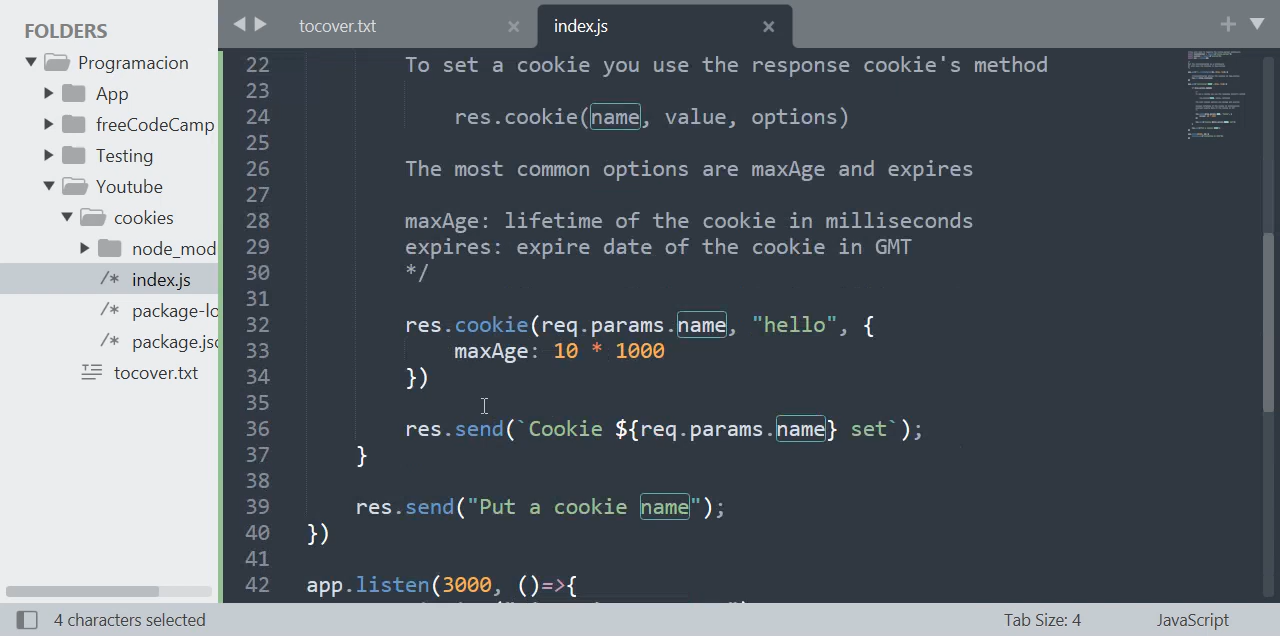 FOLDERS
Programacion
App
freeCodeCamp
Testing
Youtube
cookies
node_mod
/* index.js
/* package-lo
/* package.jso
tocover.txt
tocover.txt × index.js ×
22 To set a cookie you use the response cookie's method
23
24 res.cookie(name, value, options)
25
26 The most common options are maxAge and expires
27
28 maxAge: lifetime of the cookie in milliseconds
29 expires: expire date of the cookie in GMT
30 */
31
32 res.cookie(req.params.name, "hello", {
33 maxAge: 10 * 1000
34 })
35
36 res.send(`Cookie ${req.params.name} set`);
37 }
38
39 res.send("Put a cookie name");
40 })
41
42 app.listen(3000, ()=>{
4 characters selected Tab Size: 4 JavaScript